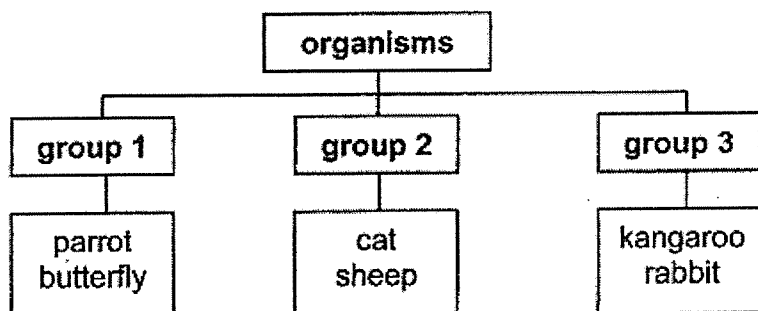 organisms
group 1
group 2
group 3
parrot
butterfly
cat
sheep
kangaroo
rabbit